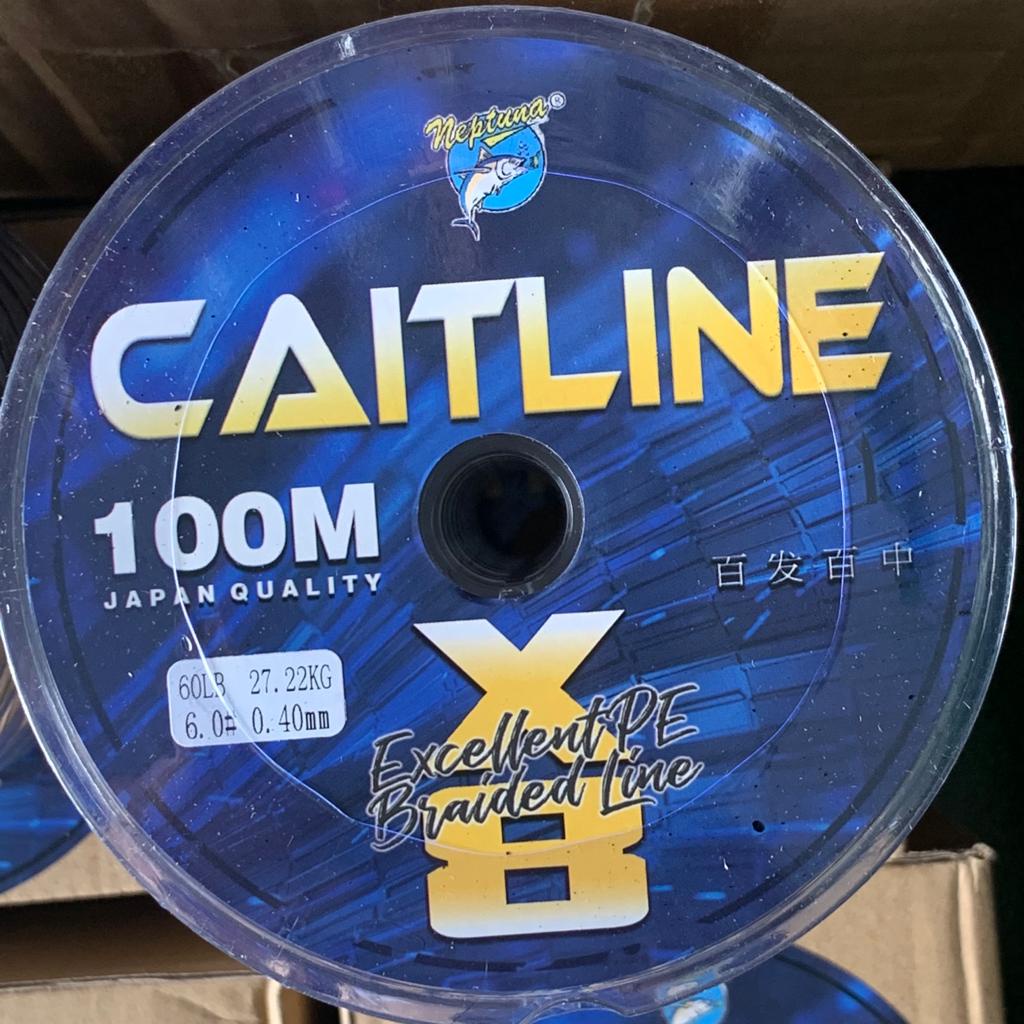 Neptuna®
CAITLINE
100M
JAPAN QUALITY
百发百中
60LB 27.22KG
6.0# 0.40mm
X8
Excellent PE
Braided Line